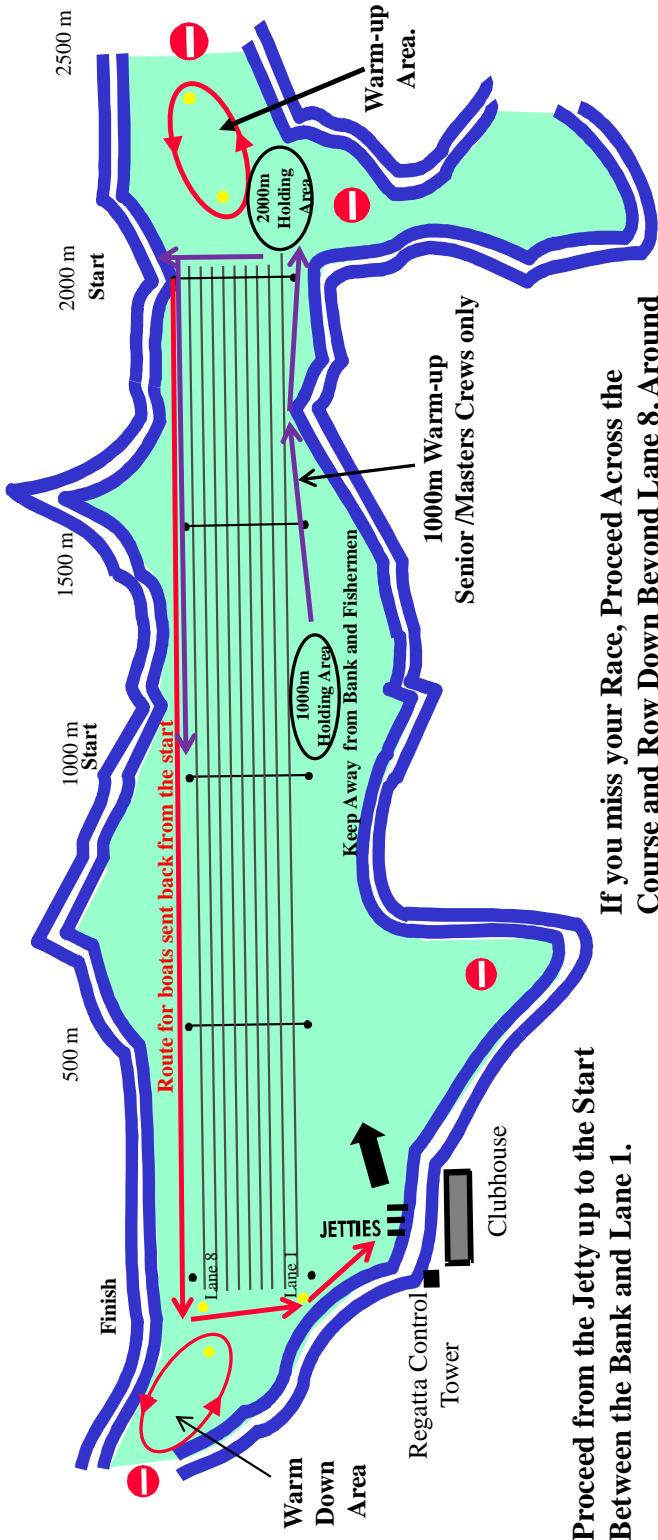 2500 m
2000 m
Start
1500 m
1000 m
Start
500 m
Finish
Warm-up
Area.
2000m
Holding
Area
1000m Warm-up
Senior /Masters Crews only
1000m
Holding Area
Keep Away from Bank and Fishermen
Route for boats sent back from the start
Lane 8
Lane 1
JETTIES
Clubhouse
Regatta Control
Tower
Warm
Down
Area
Proceed from the Jetty up to the Start
Between the Bank and Lane 1.
If you miss your Race, Proceed Across the
Course and Row Down Beyond Lane 8. Around